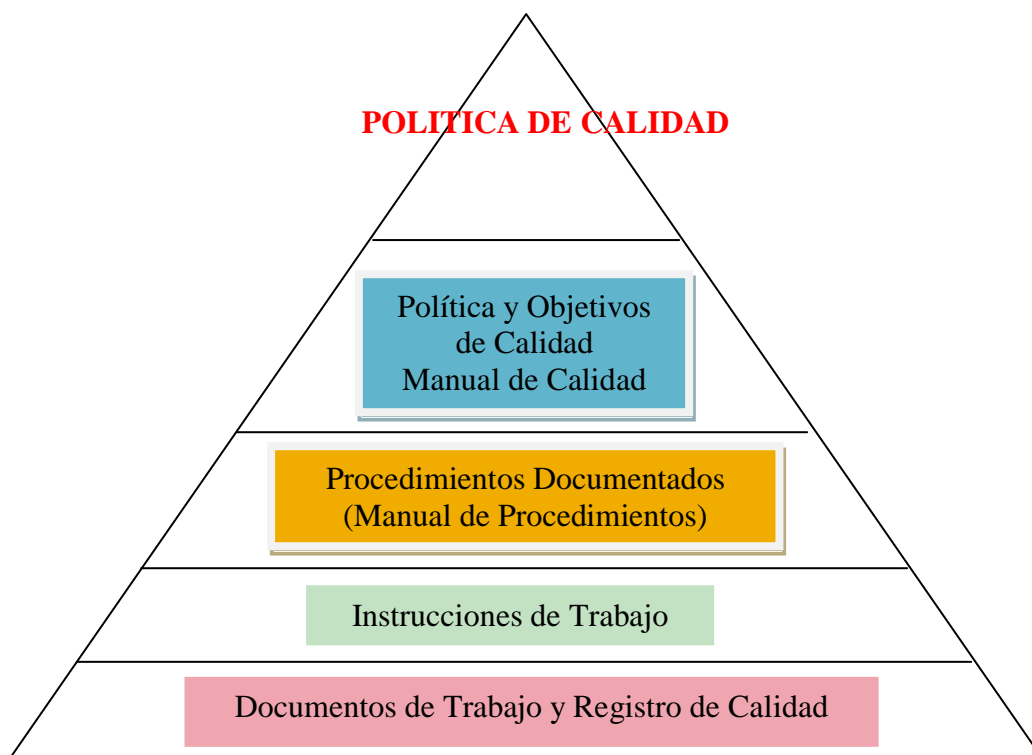 POLITICA DE CALIDAD
Política y Objetivos
de Calidad
Manual de Calidad
Procedimientos Documentados
(Manual de Procedimientos)
Instrucciones de Trabajo
Documentos de Trabajo y Registro de Calidad